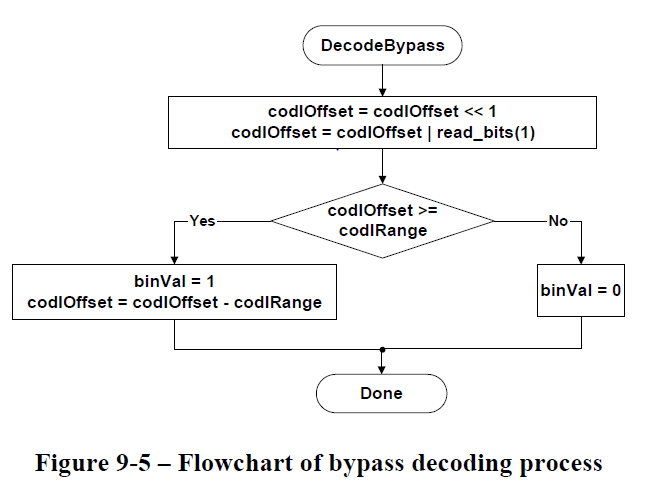 DecodeBypass
codIOffset = codIOffset << 1
codIOffset = codIOffset | read_bits(1)
codIOffset >=
codIRange
Yes
No
binVal = 1
codIOffset = codIOffset - codIRange
binVal = 0
Done
Figure 9-5 – Flowchart of bypass decoding process